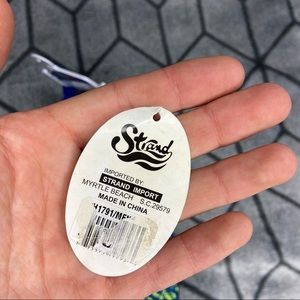 Strand
IMPORTED BY:
STRAND IMPORT
MYRTLE BEACH S.C. 29579
MADE IN CHINA